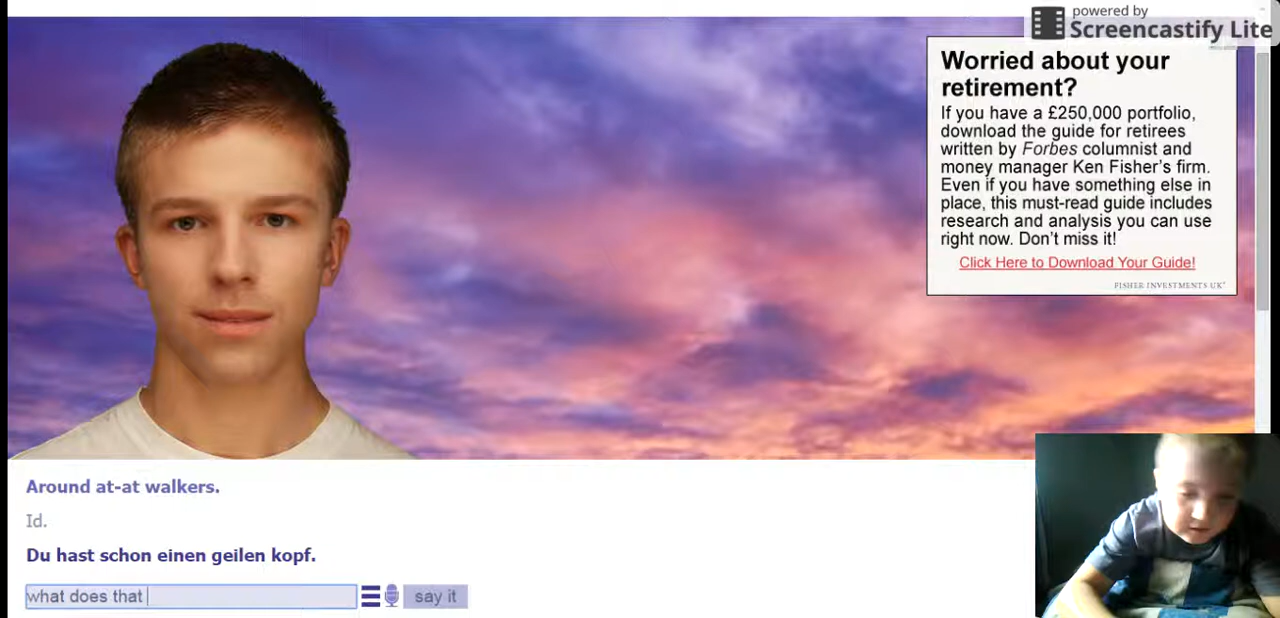 powered by
Screencastify Lite
Worried about your
retirement?
If you have a £250,000 portfolio,
download the guide for retirees
written by Forbes columnist and
money manager Ken Fisher's firm.
Even if you have something else in
place, this must-read guide includes
research and analysis you can use
right now. Don't miss it!
Click Here to Download Your Guide!
FISHER INVESTMENTS UK
Around at-at walkers.
Id.
Du hast schon einen geilen kopf.
what does that
say it